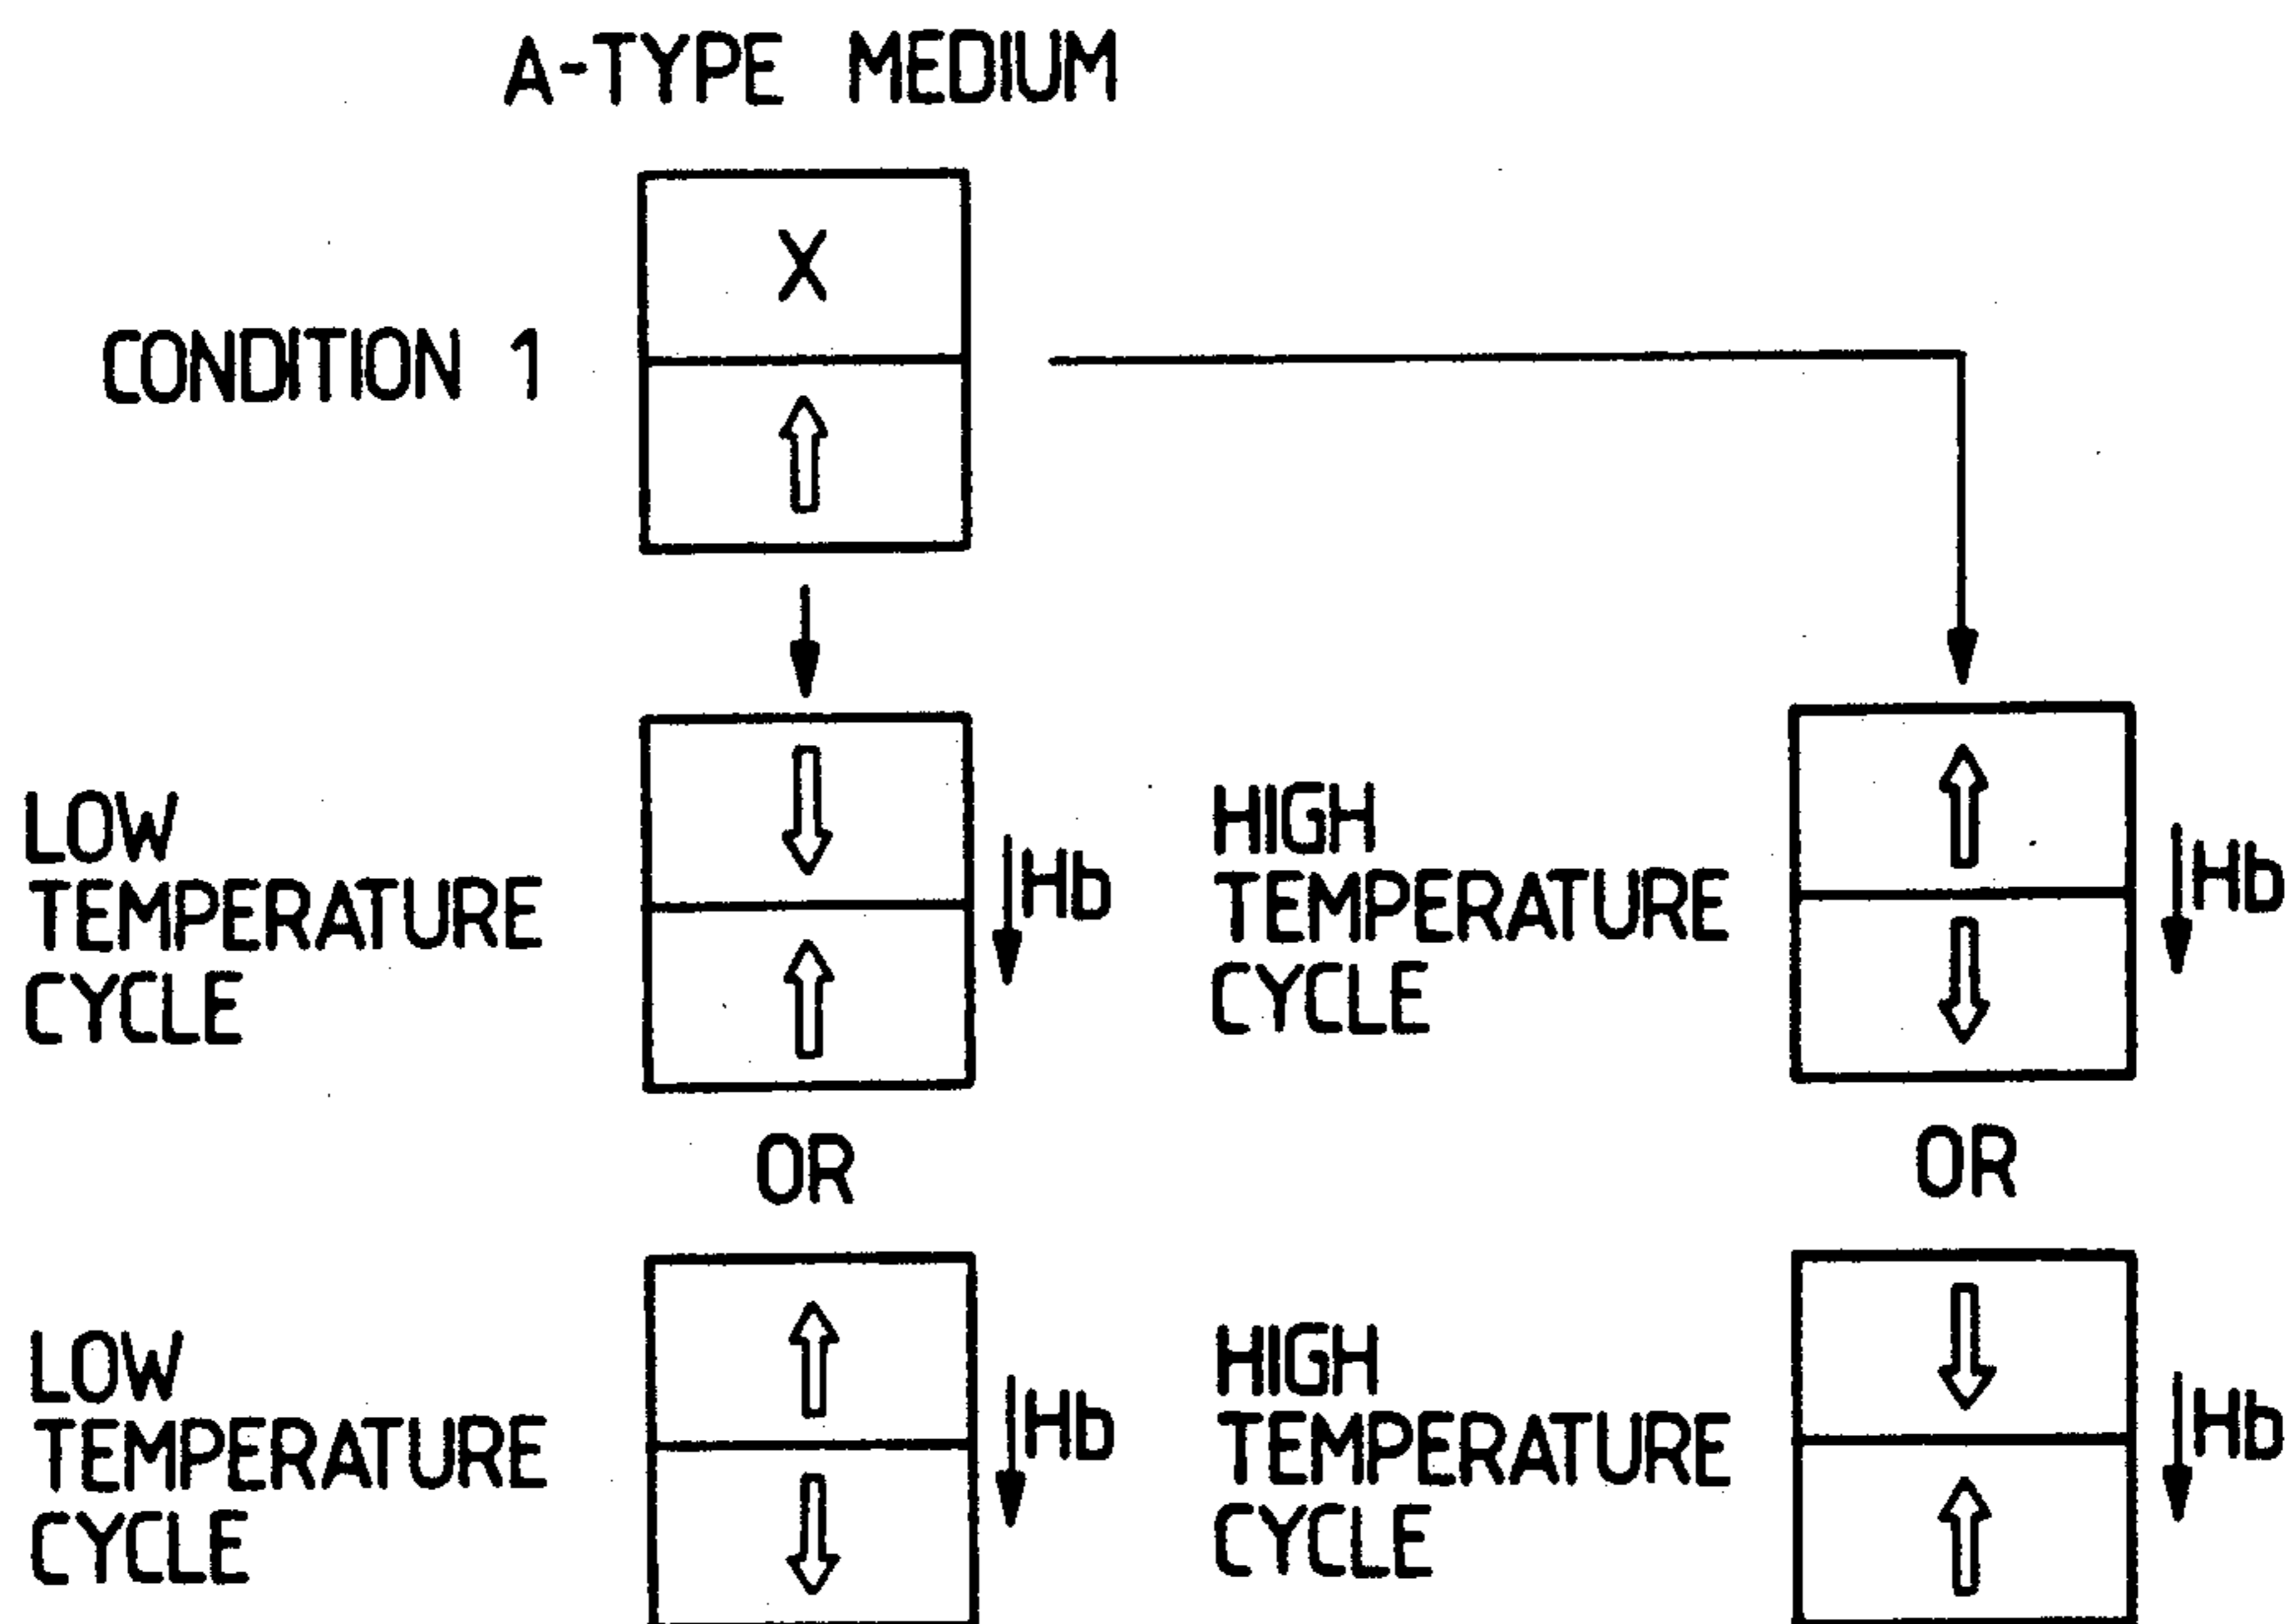 A-TYPE MEDIUM
X
CONDITION 1
LOW
TEMPERATURE
CYCLE
Hb
HIGH
TEMPERATURE
CYCLE
Hb
OR
OR
LOW
TEMPERATURE
CYCLE
Hb
HIGH
TEMPERATURE
CYCLE
Hb